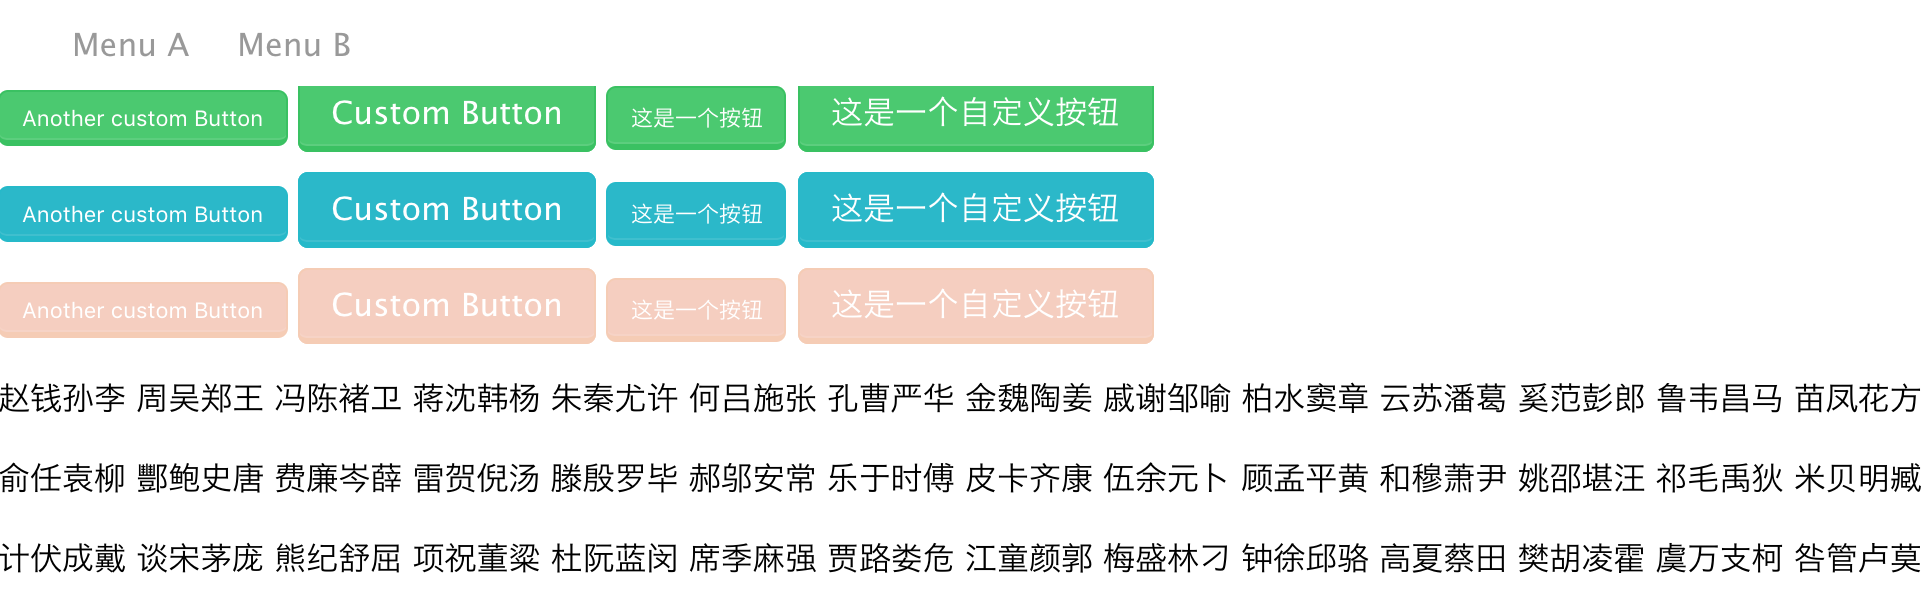 Menu A Menu B
Another custom Button Custom Button 这是一个按钮 这是一个自定义按钮
Another custom Button Custom Button 这是一个按钮 这是一个自定义按钮
Another custom Button Custom Button 这是一个按钮 这是一个自定义按钮
赵钱孙李 周吴郑王 冯陈褚卫 蒋沈韩杨 朱秦尤许 何吕施张 孔曹严华 金魏陶姜 戚谢邹喻 柏水窦章 云苏潘葛 奚范彭郎 鲁韦昌马 苗凤花方
俞任袁柳 酆鲍史唐 费廉岑薛 雷贺倪汤 滕殷罗毕 郝邬安常 乐于时傅 皮卡齐康 伍余元卜 顾孟平黄 和穆萧尹 姚邵堪汪 祁毛禹狄 米贝明臧
计伏成戴 谈宋茅庞 熊纪舒屈 项祝董梁 杜阮蓝闵 席季麻强 贾路娄危 江童颜郭 梅盛林刁 钟徐邱骆 高夏蔡田 樊胡凌霍 虞万支柯 昝管卢莫